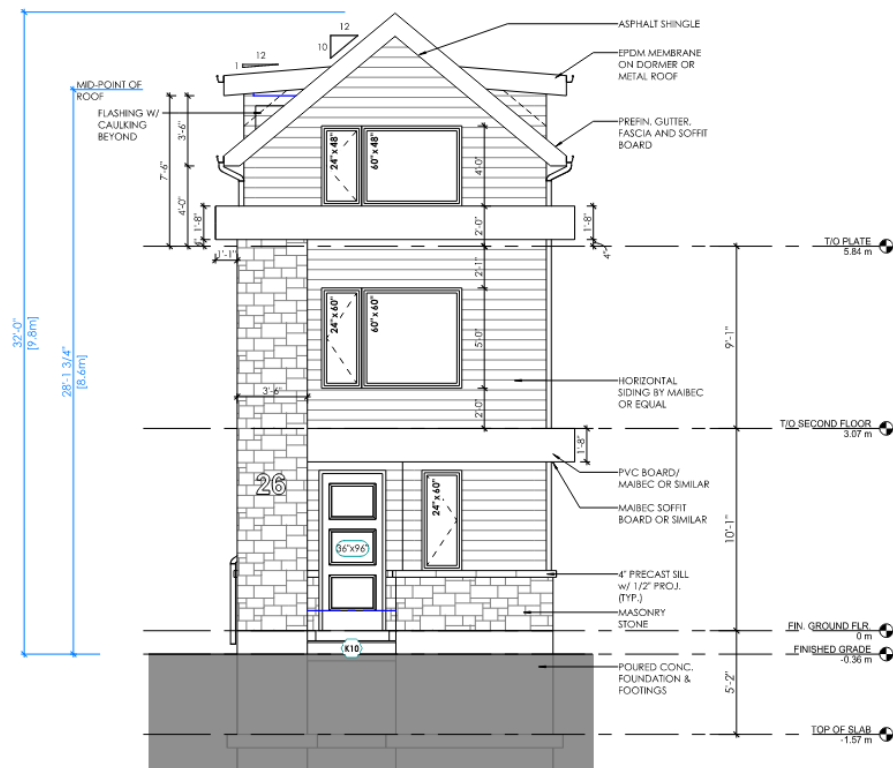 12
10
12
1
ASPHALT SHINGLE
EPDM MEMBRANE
ON DORMER OR
METAL ROOF
MID-POINT OF
ROOF
FLASHING W/
CAULKING
BEYOND
PREFIN. GUTTER,
FASCIA AND SOFFIT
BOARD
3'-6"
7'-6"
4'-0"
24"x48"
60"x48"
4'-0"
1'-8"
2'-0"
1'-8"
4"
1'-1"
T/O PLATE
5.84 m
2'-1"
24"x60"
60"x60"
5'-0"
9'-1"
32'-0"
[9.8m]
28'-1 3/4"
[8.6m]
3'-6"
HORIZONTAL
SIDING BY MAIBEC
OR EQUAL
2'-0"
T/O SECOND FLOOR
3.07 m
1'-8"
PVC BOARD/
MAIBEC OR SIMILAR
26
24"x60"
MAIBEC SOFFIT
BOARD OR SIMILAR
10'-1"
36"x96"
4" PRECAST SILL
w/ 1/2" PROJ.
(TYP.)
MASONRY
STONE
FIN. GROUND FLR.
0 m
K10
FINISHED GRADE
-0.36 m
POURED CONC.
FOUNDATION &
FOOTINGS
5'-2"
TOP OF SLAB
-1.57 m